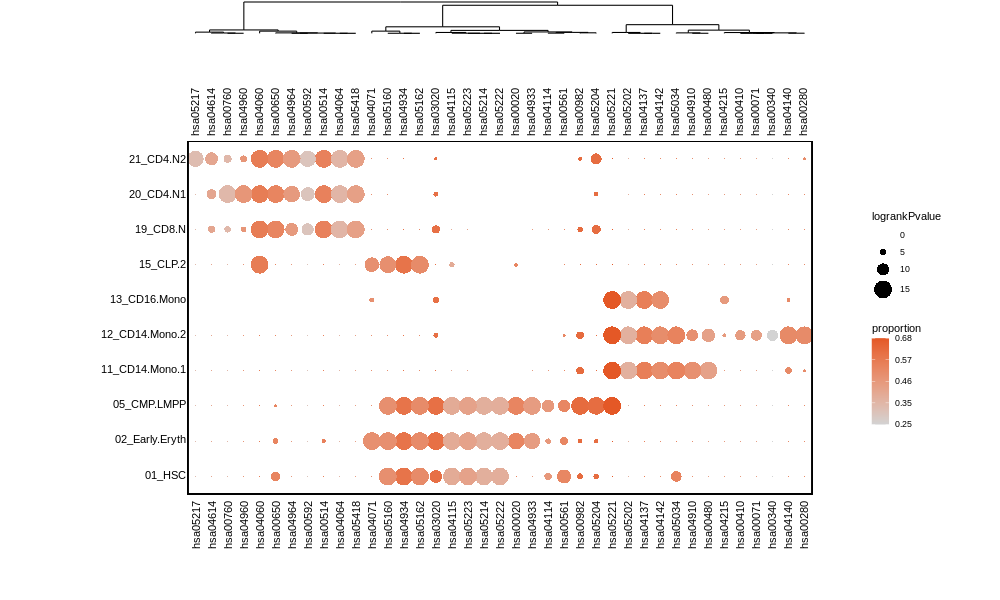 hsa05217 hsa04614 hsa00760 hsa04960 hsa04060 hsa00650 hsa04964 hsa00592 hsa00514 hsa04064 hsa05418 hsa04071 hsa05160 hsa04934 hsa05162 hsa03020 hsa04115 hsa05223 hsa05214 hsa05222 hsa00020 hsa04933 hsa04114 hsa00561 hsa00982 hsa05204 hsa05221 hsa05202 hsa04137 hsa04142 hsa05034 hsa04910 hsa00480 hsa04215 hsa00410 hsa00071 hsa00340 hsa04140 hsa00280
21_CD4.N2
20_CD4.N1
19_CD8.N
15_CLP.2
13_CD16.Mono
12_CD14.Mono.2
11_CD14.Mono.1
05_CMP.LMPP
02_Early.Eryth
01_HSC
hsa05217 hsa04614 hsa00760 hsa04960 hsa04060 hsa00650 hsa04964 hsa00592 hsa00514 hsa04064 hsa05418 hsa04071 hsa05160 hsa04934 hsa05162 hsa03020 hsa04115 hsa05223 hsa05214 hsa05222 hsa00020 hsa04933 hsa04114 hsa00561 hsa00982 hsa05204 hsa05221 hsa05202 hsa04137 hsa04142 hsa05034 hsa04910 hsa00480 hsa04215 hsa00410 hsa00071 hsa00340 hsa04140 hsa00280
logrankPvalue
0
5
10
15
proportion
0.68
0.57
0.46
0.35
0.25